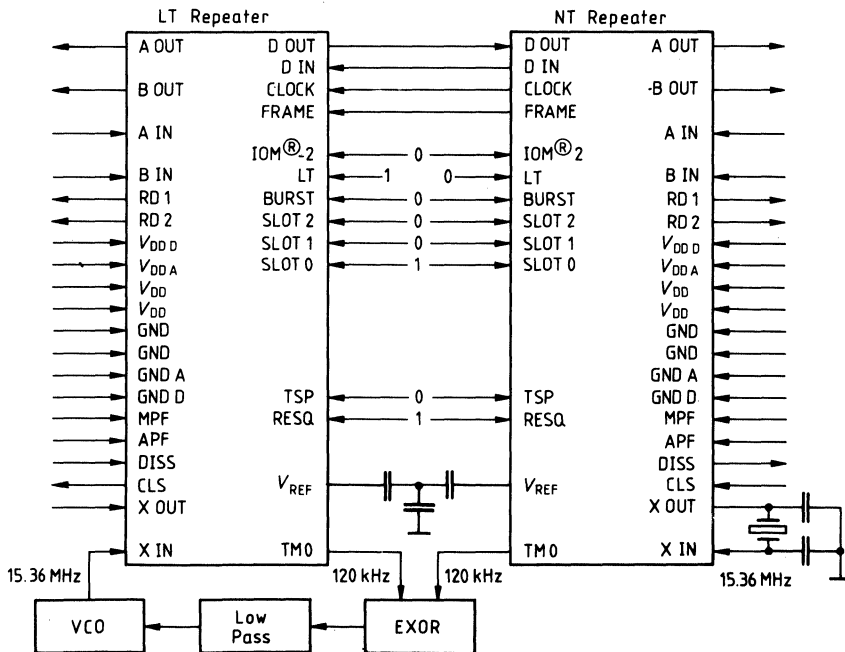 LT Repeater NT Repeater
A OUT D OUT D OUT A OUT
D IN D IN
B OUT CLOCK CLOCK -B OUT
FRAME FRAME
A IN A IN
IOM®-2 0 IOM®2
B IN LT 1 0 LT B IN
RD 1 BURST 0 BURST RD 1
RD 2 SLOT 2 0 SLOT 2 RD 2
VDD D SLOT 1 0 SLOT 1 VDD D
VDD A SLOT 0 1 SLOT 0 VDD A
VDD VDD
VDD VDD
GND GND
GND GND
GND A GND A
GND D TSP 0 TSP GND D
MPF RESQ 1 RESQ MPF
APF APF
DISS DISS
CLS VREF VREF CLS
X OUT X OUT
X IN TM0 TM0 X IN
15.36 MHz 120 kHz 120 kHz 15.36 MHz
VCO Low Pass EXOR